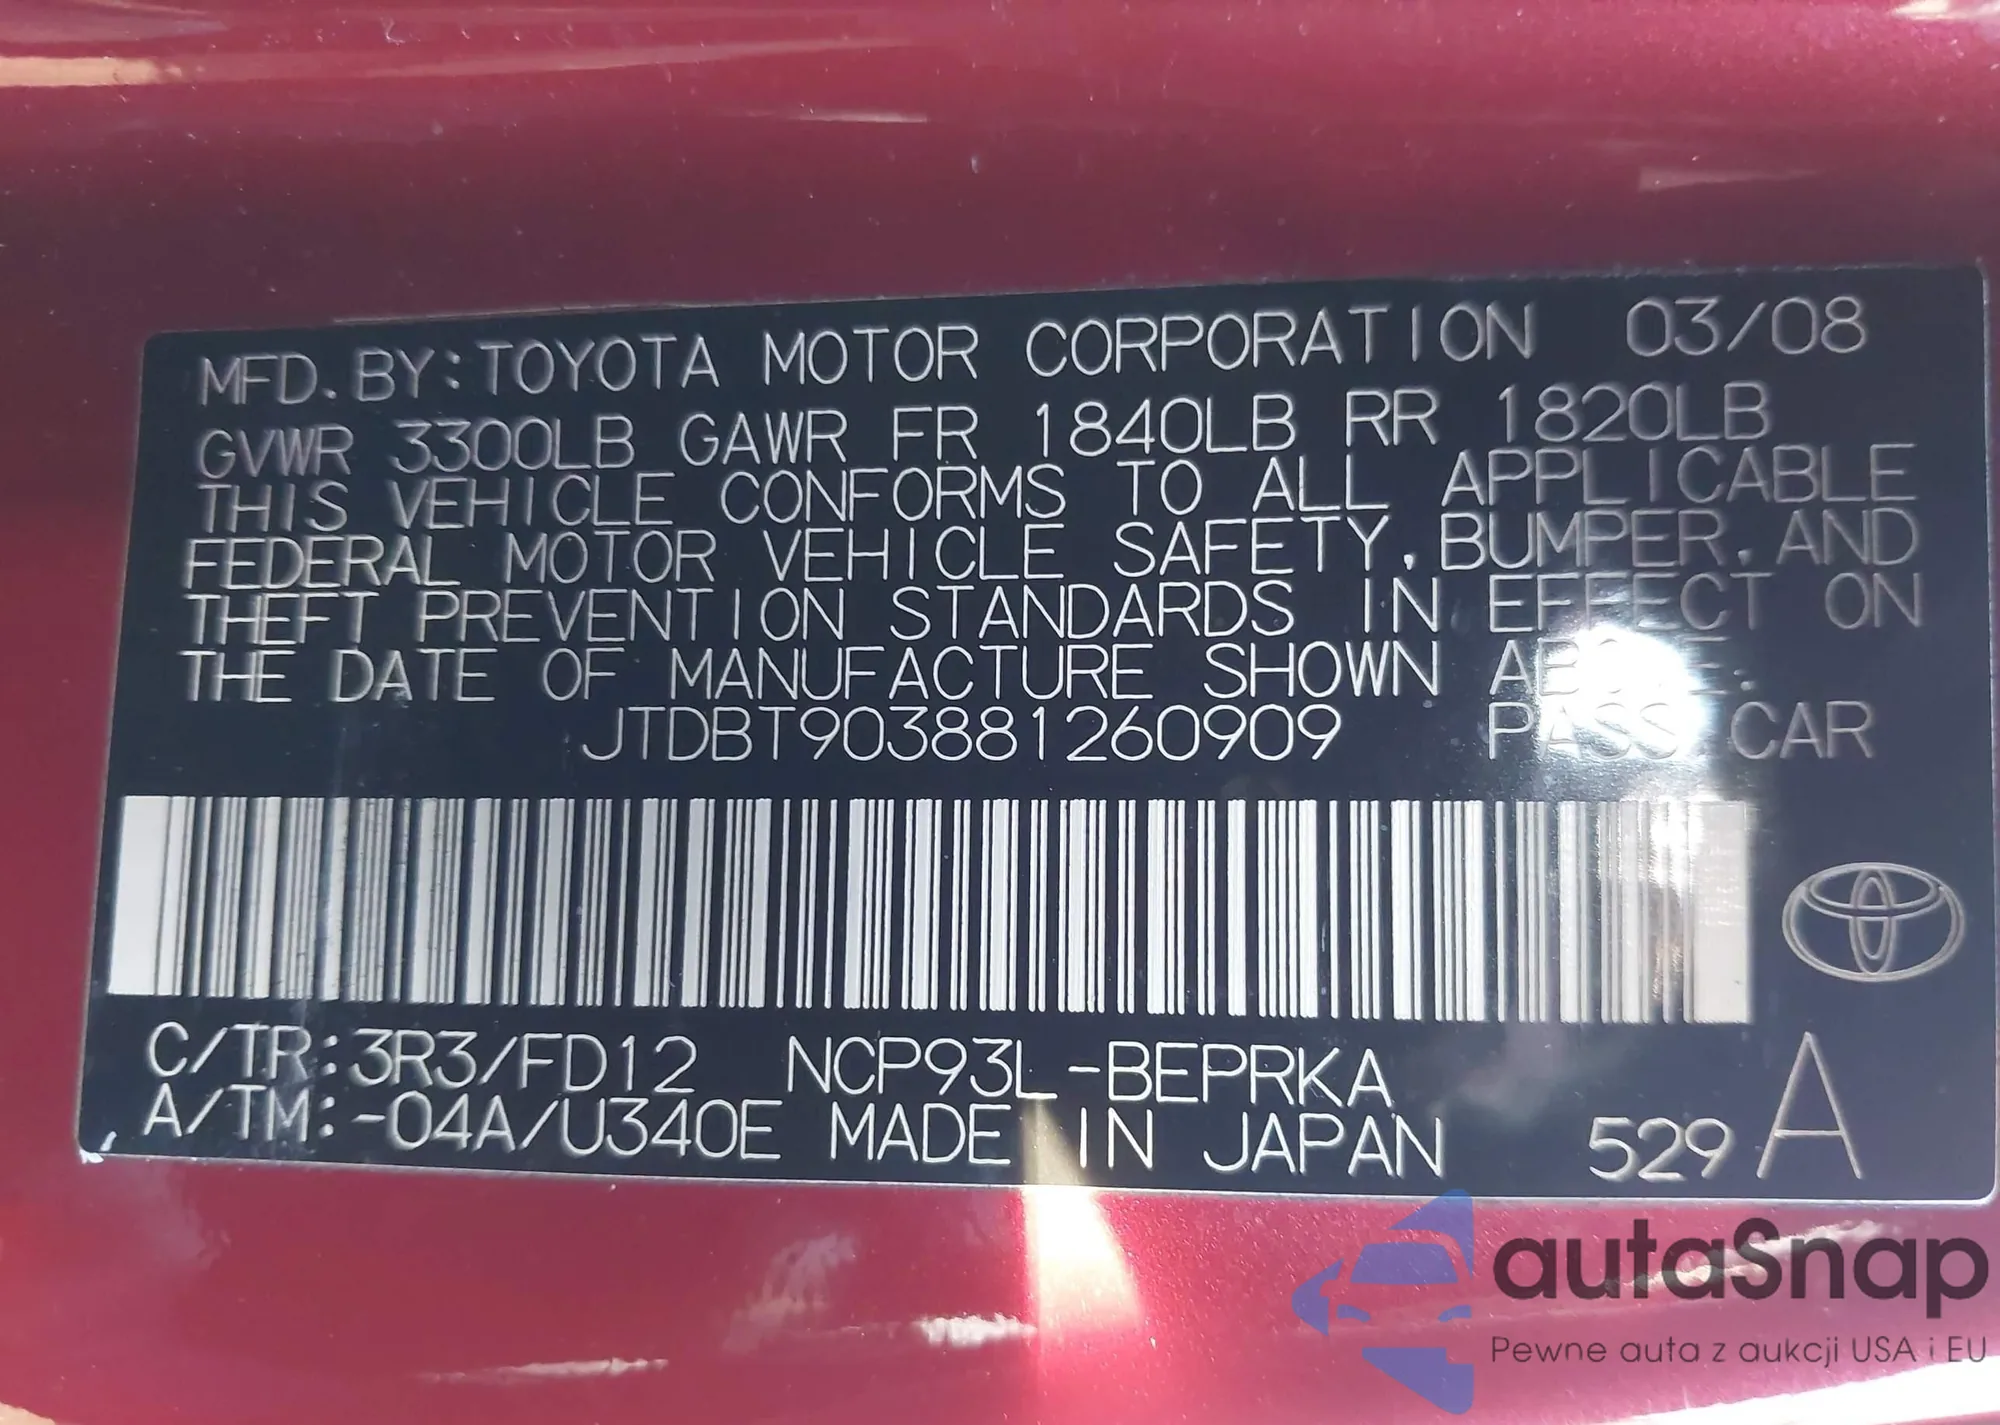 MFD. BY: TOYOTA MOTOR CORPORATION 03/08
GVWR 3300LB GAWR FR 1840LB RR 1820LB
THIS VEHICLE CONFORMS TO ALL APPLICABLE
FEDERAL MOTOR VEHICLE SAFETY, BUMPER, AND
THEFT PREVENTION STANDARDS IN EFFECT ON
THE DATE OF MANUFACTURE SHOWN ABOVE.
JTDBT903881260909 PASS. CAR
C/TR: 3R3/FD12 NCP93L-BEPRKA
A/TM: -04A/U340E MADE IN JAPAN 529 A
autaSnap
Pewne auta z aukcji USA i EU